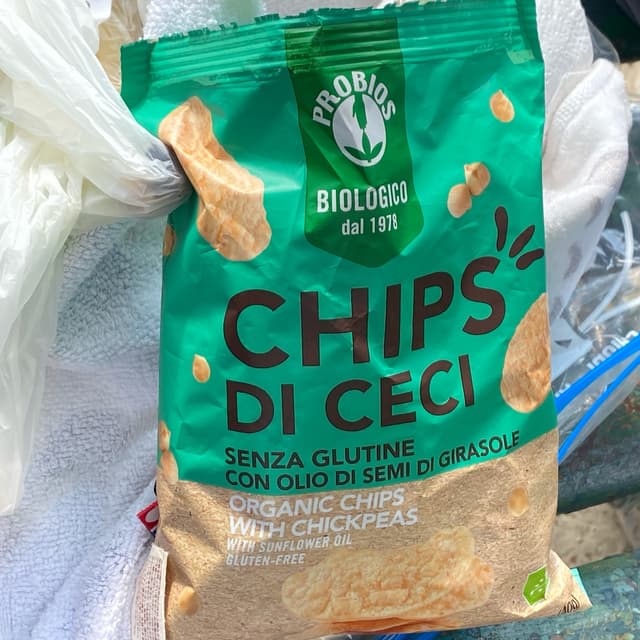 PROBIOS
BIOLOGICO
dal 1978
CHIPS
DI CECI
SENZA GLUTINE
CON OLIO DI SEMI DI GIRASOLE
ORGANIC CHIPS
WITH CHICKPEAS
WITH SUNFLOWER OIL
GLUTEN-FREE